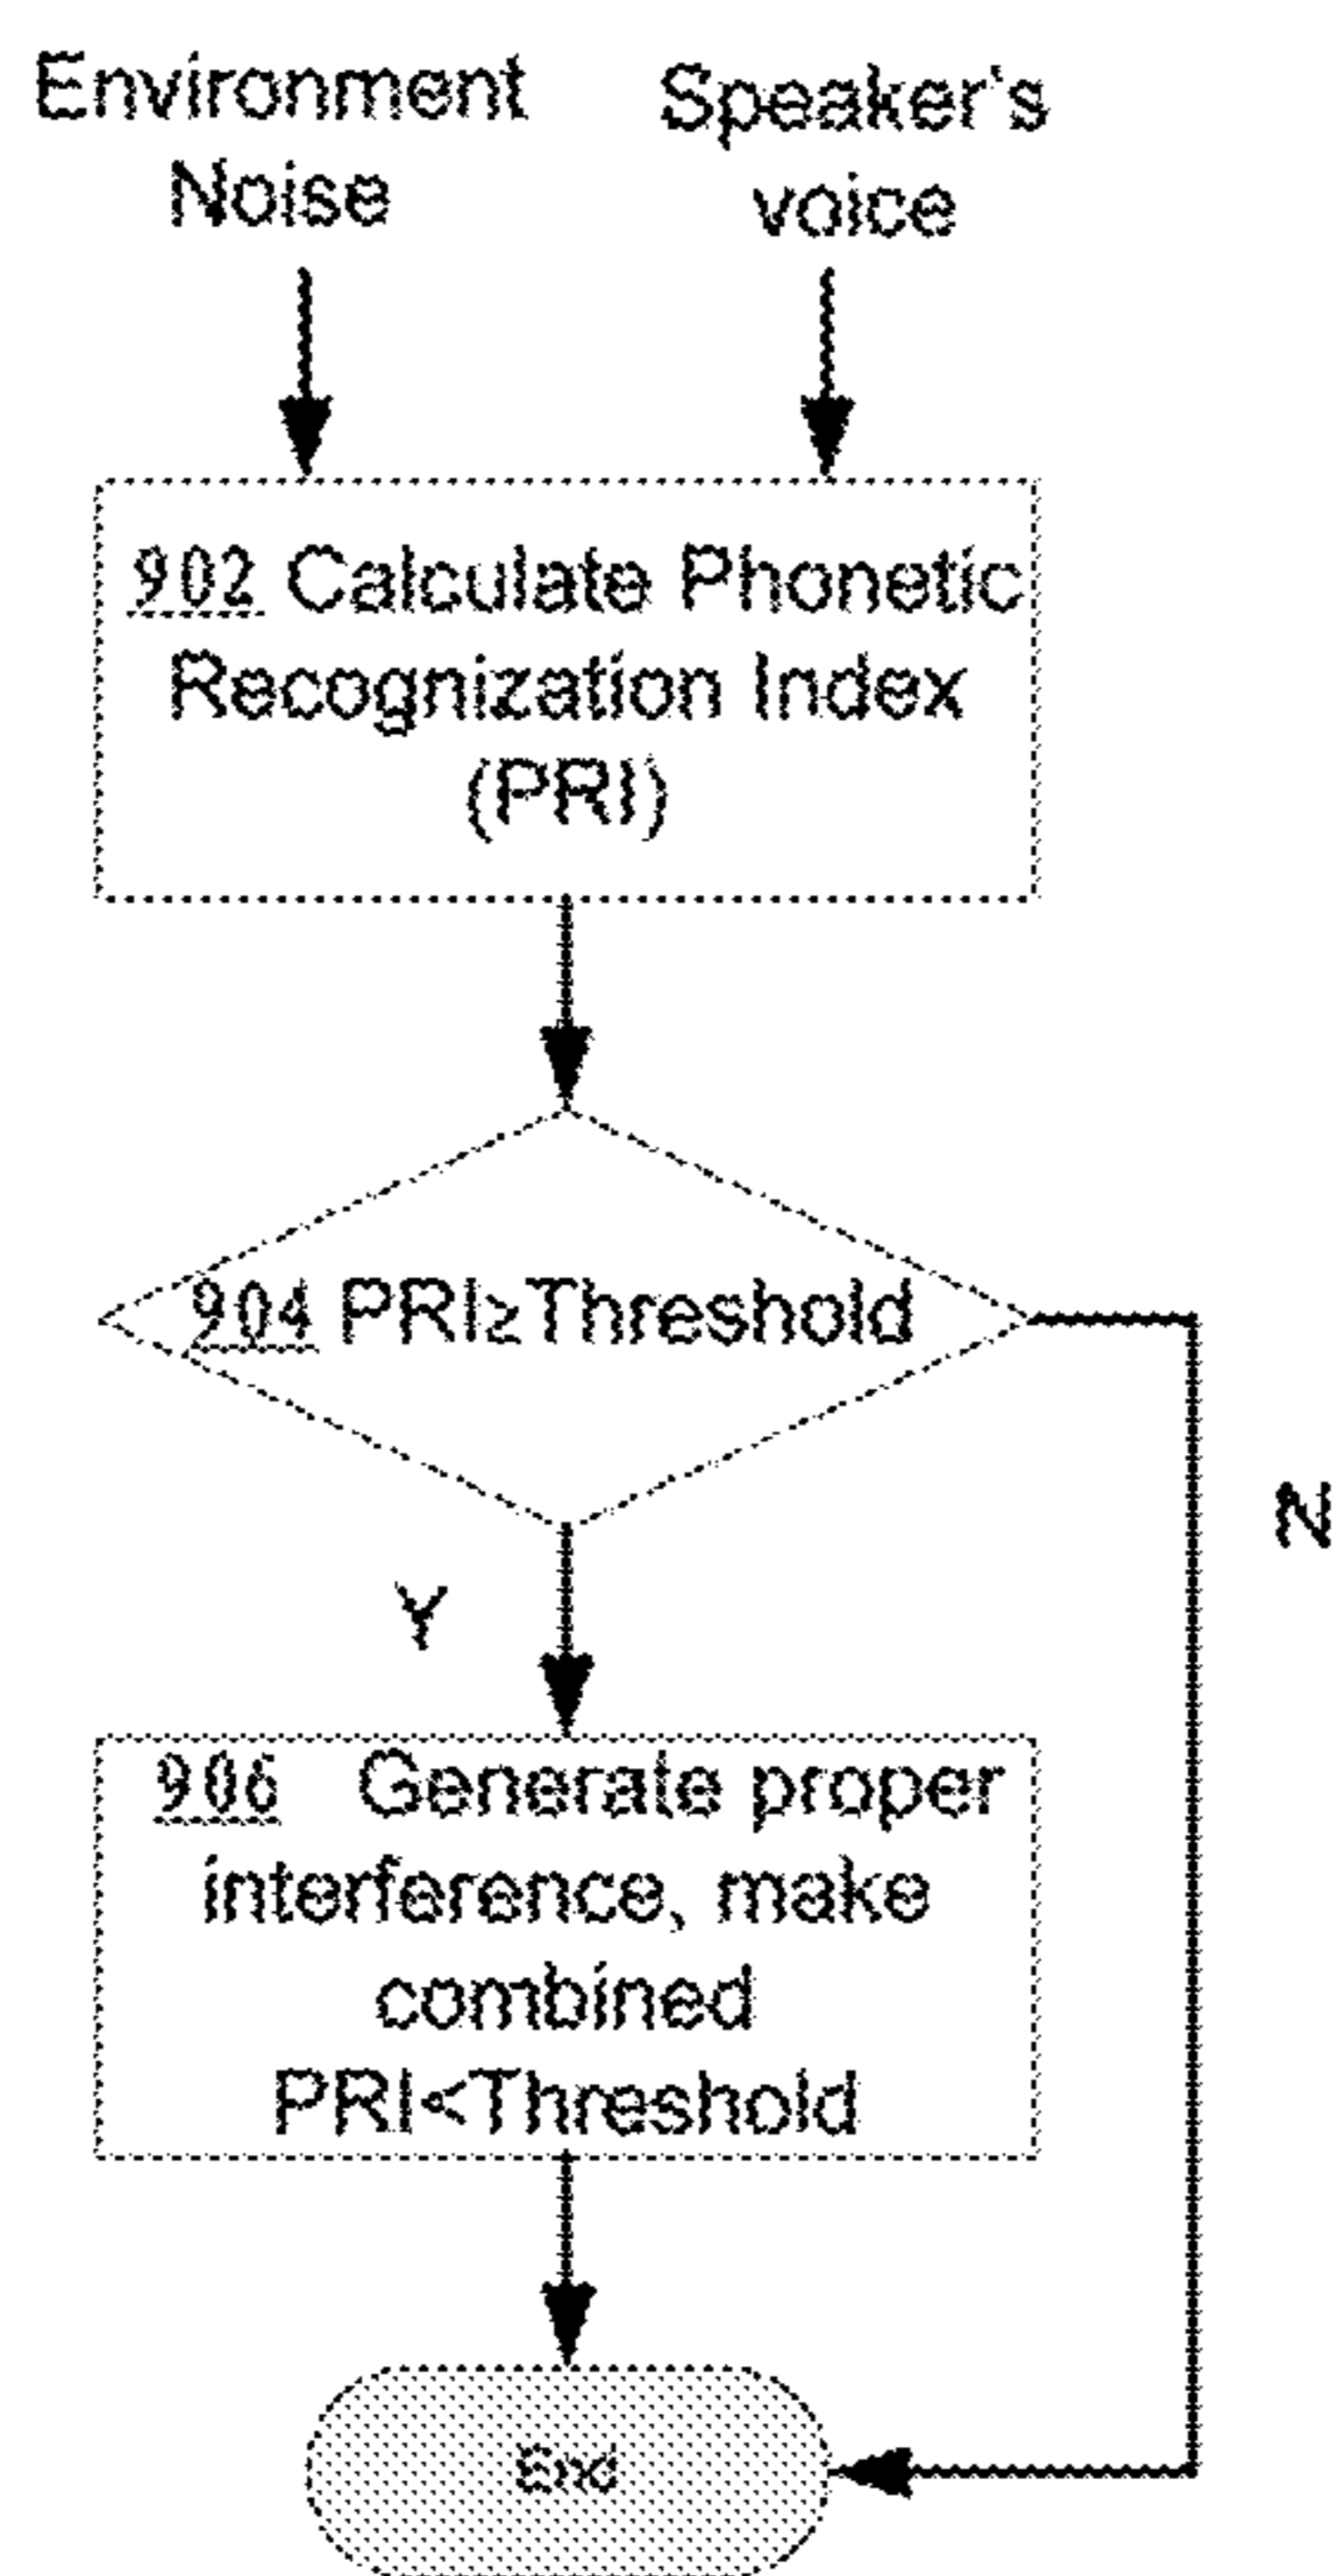 Environment
Noise
Speaker's
voice
902 Calculate Phonetic
Recognization Index
(PRI)
904 PRI≥Threshold
N
Y
906 Generate proper
interference, make
combined
PRI<Threshold
End